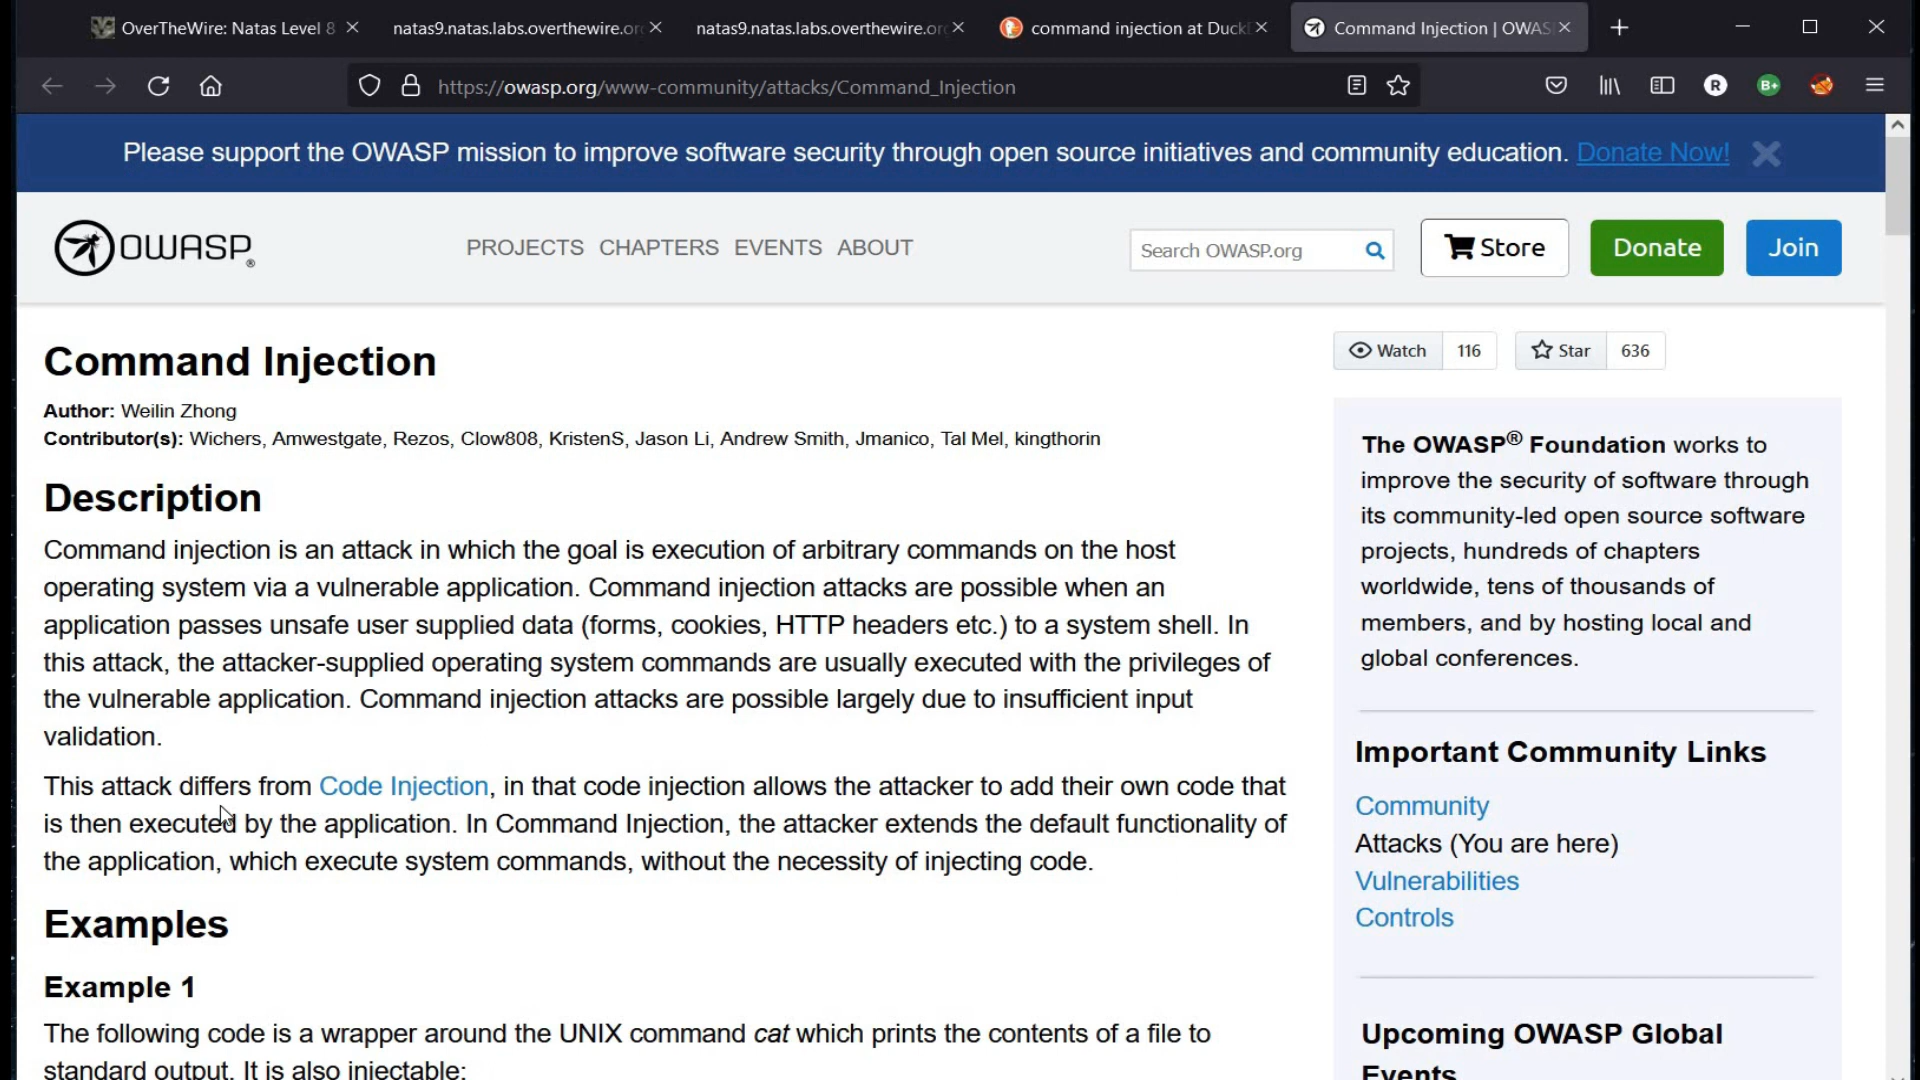 OverTheWire: Natas Level 8
natas9.natas.labs.overthewire.or
natas9.natas.labs.overthewire.or
command injection at Duck
Command Injection | OWAS
https://owasp.org/www-community/attacks/Command_Injection
R
B+
Please support the OWASP mission to improve software security through open source initiatives and community education. Donate Now!
OWASP®
PROJECTS CHAPTERS EVENTS ABOUT
Search OWASP.org
Store
Donate
Join
Command Injection
Author: Weilin Zhong
Contributor(s): Wichers, Amwestgate, Rezos, Clow808, KristenS, Jason Li, Andrew Smith, Jmanico, Tal Mel, kingthorin
Description
Command injection is an attack in which the goal is execution of arbitrary commands on the host
operating system via a vulnerable application. Command injection attacks are possible when an
application passes unsafe user supplied data (forms, cookies, HTTP headers etc.) to a system shell. In
this attack, the attacker-supplied operating system commands are usually executed with the privileges of
the vulnerable application. Command injection attacks are possible largely due to insufficient input
validation.
This attack differs from Code Injection, in that code injection allows the attacker to add their own code that
is then executed by the application. In Command Injection, the attacker extends the default functionality of
the application, which execute system commands, without the necessity of injecting code.
Examples
Example 1
The following code is a wrapper around the UNIX command cat which prints the contents of a file to
standard output. It is also injectable:
Watch 116
Star 636
The OWASP® Foundation works to
improve the security of software through
its community-led open source software
projects, hundreds of chapters
worldwide, tens of thousands of
members, and by hosting local and
global conferences.
Important Community Links
Community
Attacks (You are here)
Vulnerabilities
Controls
Upcoming OWASP Global
Events